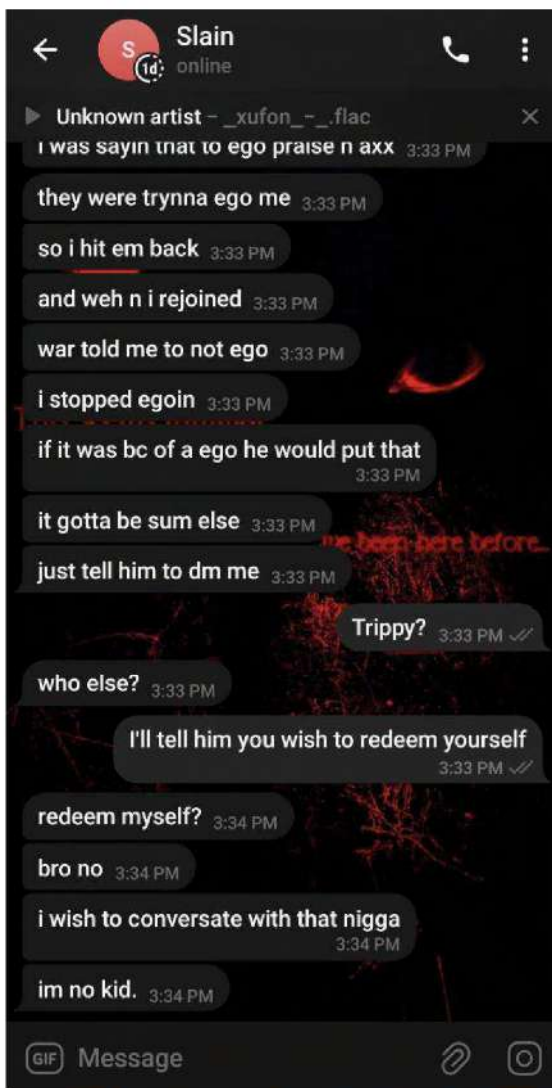 Slain
S
1d
online
Unknown artist – _xufon_-_.flac
i was sayin that to ego praise n axx 3:33 PM
they were trynna ego me 3:33 PM
so i hit em back 3:33 PM
and weh n i rejoined 3:33 PM
war told me to not ego 3:33 PM
i stopped egoin 3:33 PM
if it was bc of a ego he would put that
3:33 PM
it gotta be sum else 3:33 PM
been here before..
just tell him to dm me 3:33 PM
Trippy? 3:33 PM
who else? 3:33 PM
I'll tell him you wish to redeem yourself
3:33 PM
redeem myself? 3:34 PM
bro no 3:34 PM
i wish to conversate with that nigga
3:34 PM
im no kid. 3:34 PM
GIF Message